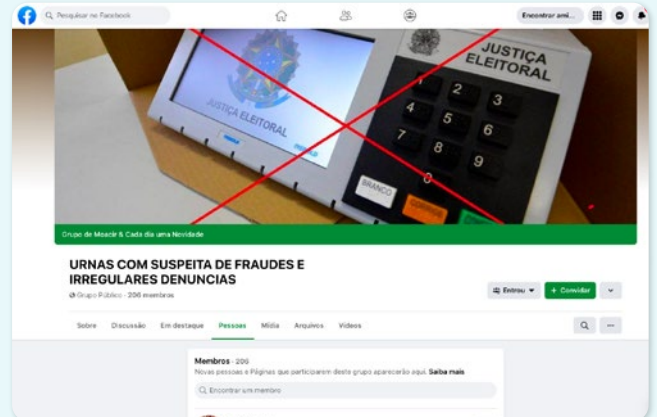 Pesquisar no Facebook
Encontrar ami...
JUSTIÇA
ELEITORAL
JUSTIÇA ELEITORAL
1 2 3
4 5 6
7 8 9
0
BRANCO
CORRIGE
Grupo de Moacir & Cada dia uma Novidade
URNAS COM SUSPEITA DE FRAUDES E
IRREGULARES DENUNCIAS
Grupo Público · 206 membros
Entrou
+ Convidar
Sobre Discussão Em destaque Pessoas Mídia Arquivos Vídeos
Membros · 206
Novas pessoas e Páginas que participarem deste grupo aparecerão aqui. Saiba mais
Encontrar um membro